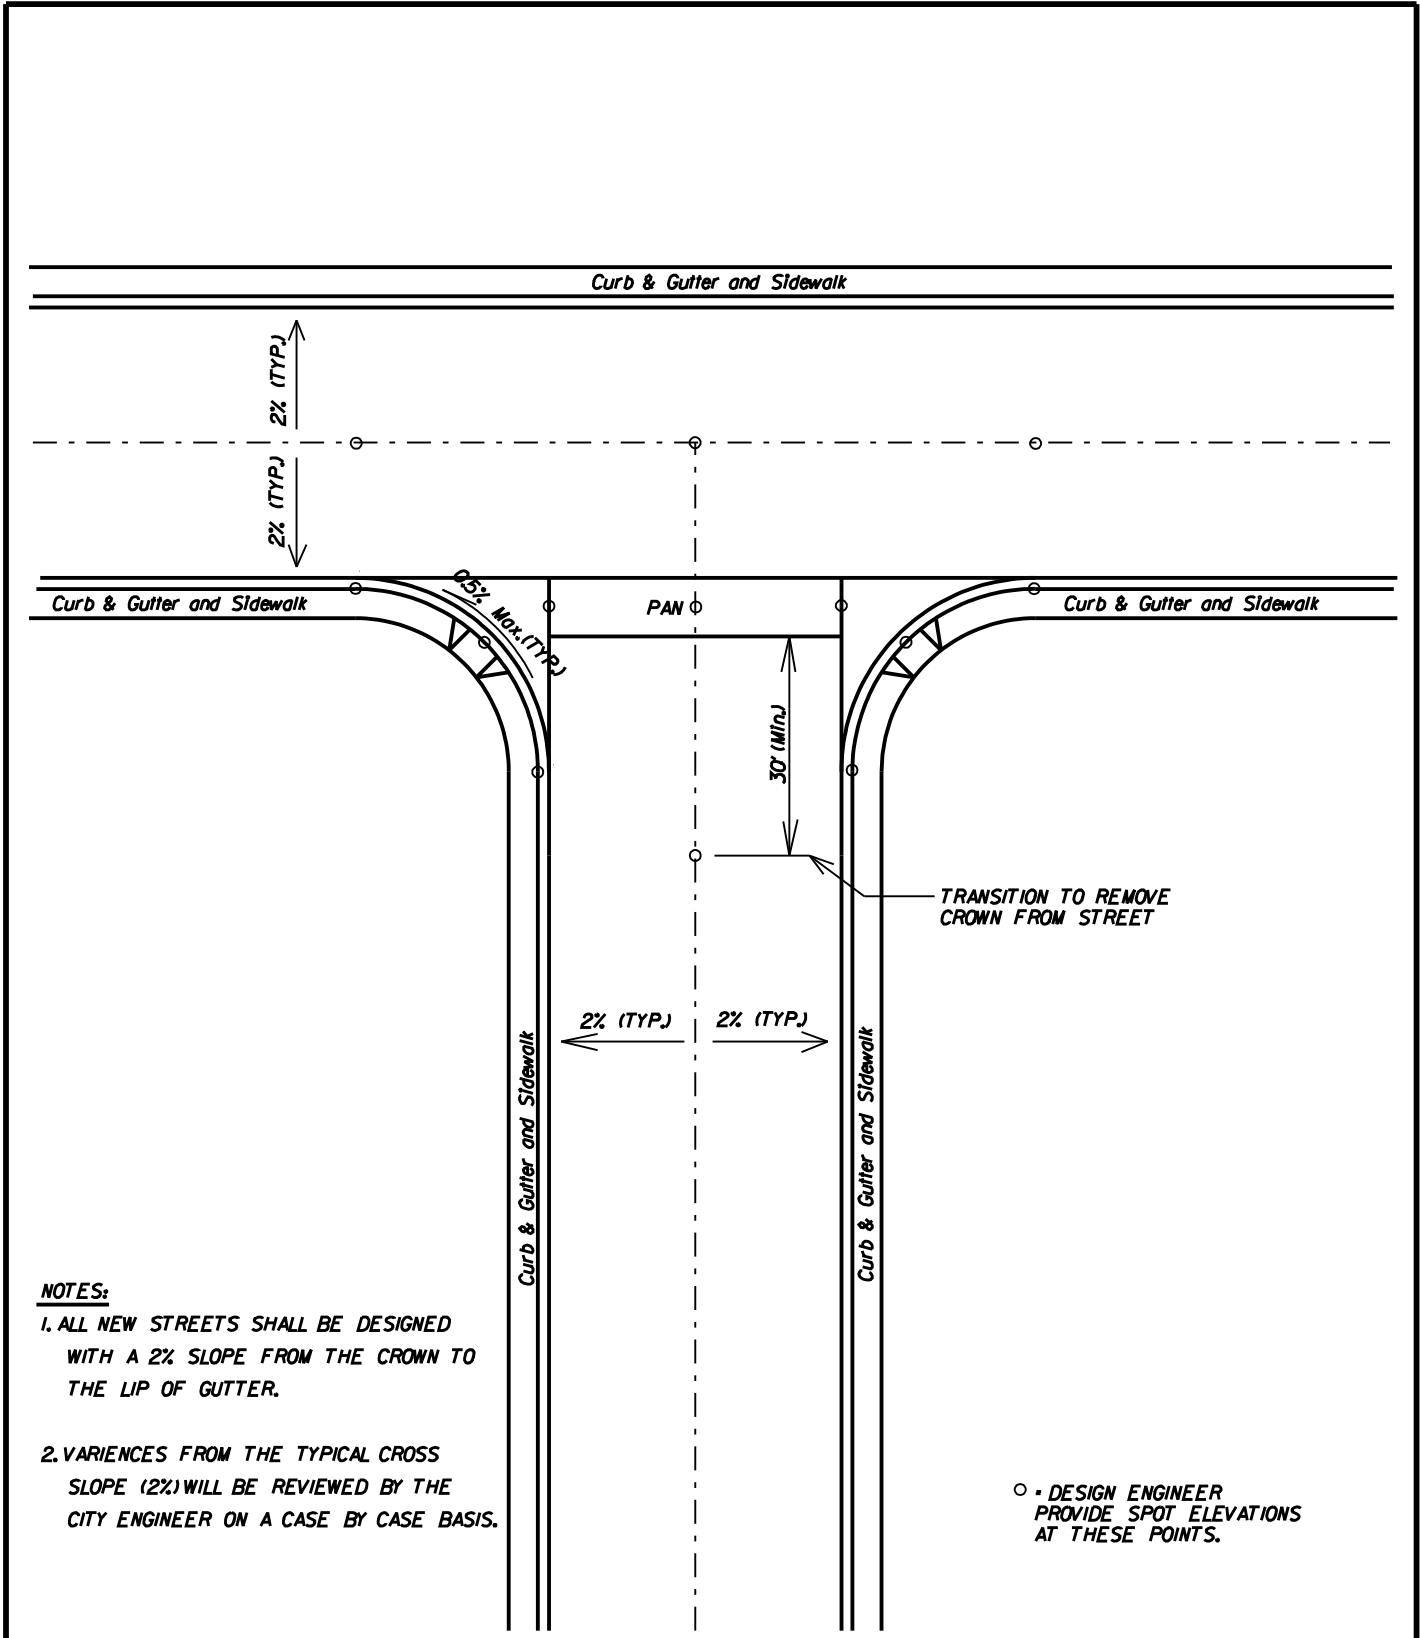 Curb & Gutter and Sidewalk
2% (TYP.)
2% (TYP.)
0.5% Max.(TYP.)
Curb & Gutter and Sidewalk
PAN
Curb & Gutter and Sidewalk
30' (Min.)
TRANSITION TO REMOVE
CROWN FROM STREET
2% (TYP.)
2% (TYP.)
Curb & Gutter and Sidewalk
Curb & Gutter and Sidewalk
NOTES:
1. ALL NEW STREETS SHALL BE DESIGNED
WITH A 2% SLOPE FROM THE CROWN TO
THE LIP OF GUTTER.
2. VARIENCES FROM THE TYPICAL CROSS
SLOPE (2%) WILL BE REVIEWED BY THE
CITY ENGINEER ON A CASE BY CASE BASIS.
= DESIGN ENGINEER
PROVIDE SPOT ELEVATIONS
AT THESE POINTS.